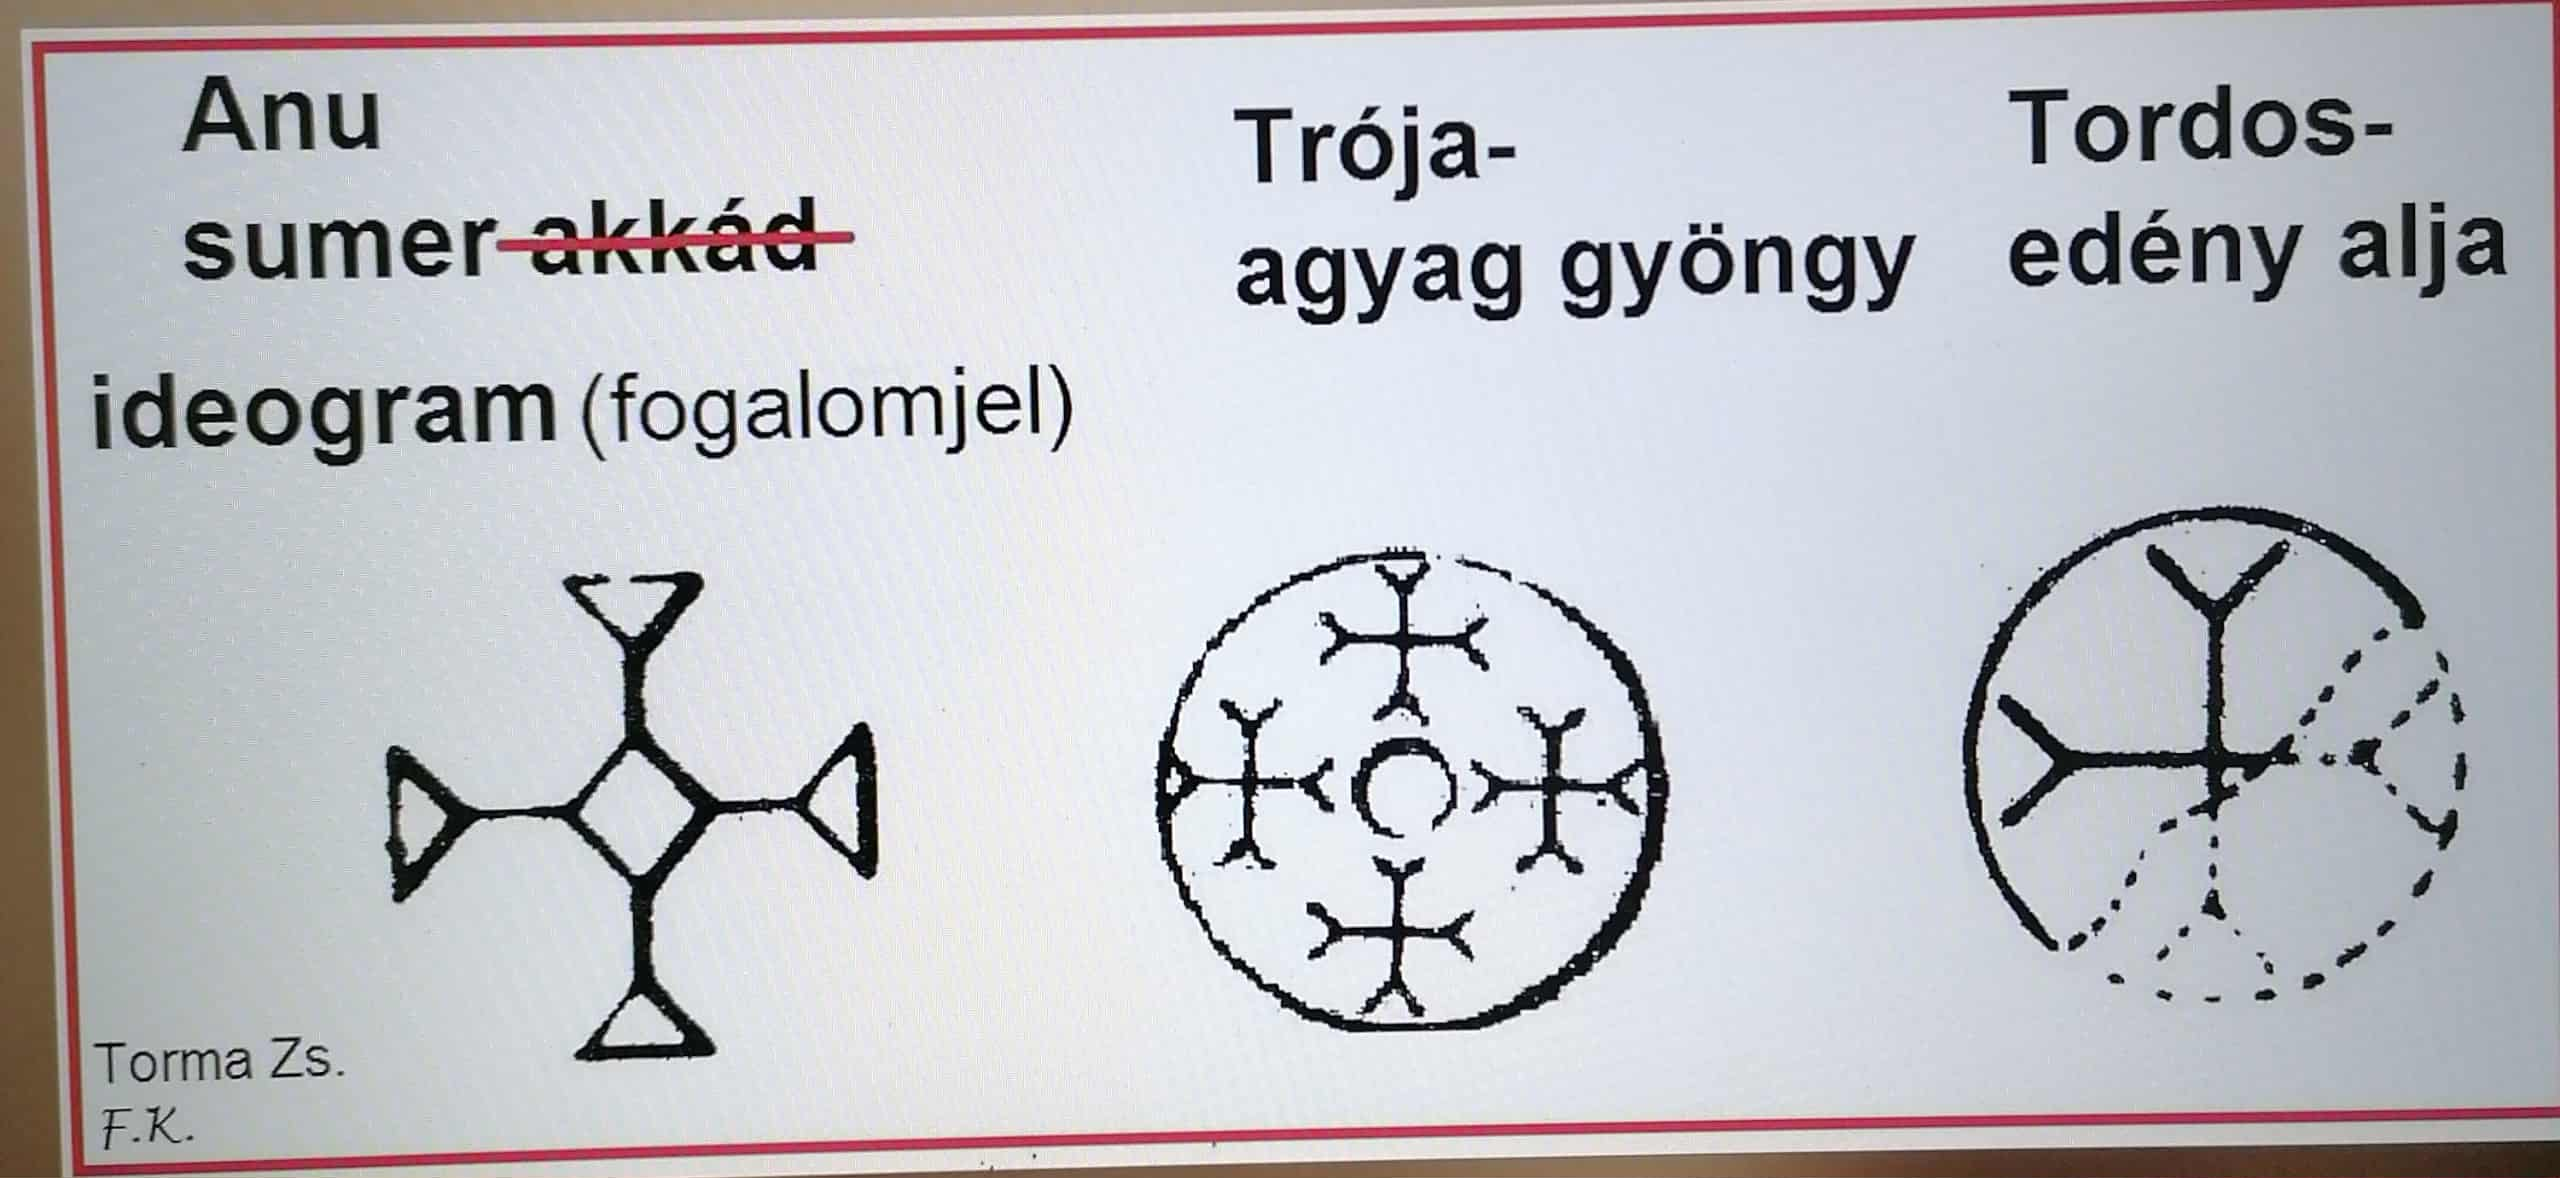 Anu
sumer akkád
ideogram (fogalomjel)
Trója-
agyag gyöngy
Tordos-
edény alja
Torma Zs.
F.K.